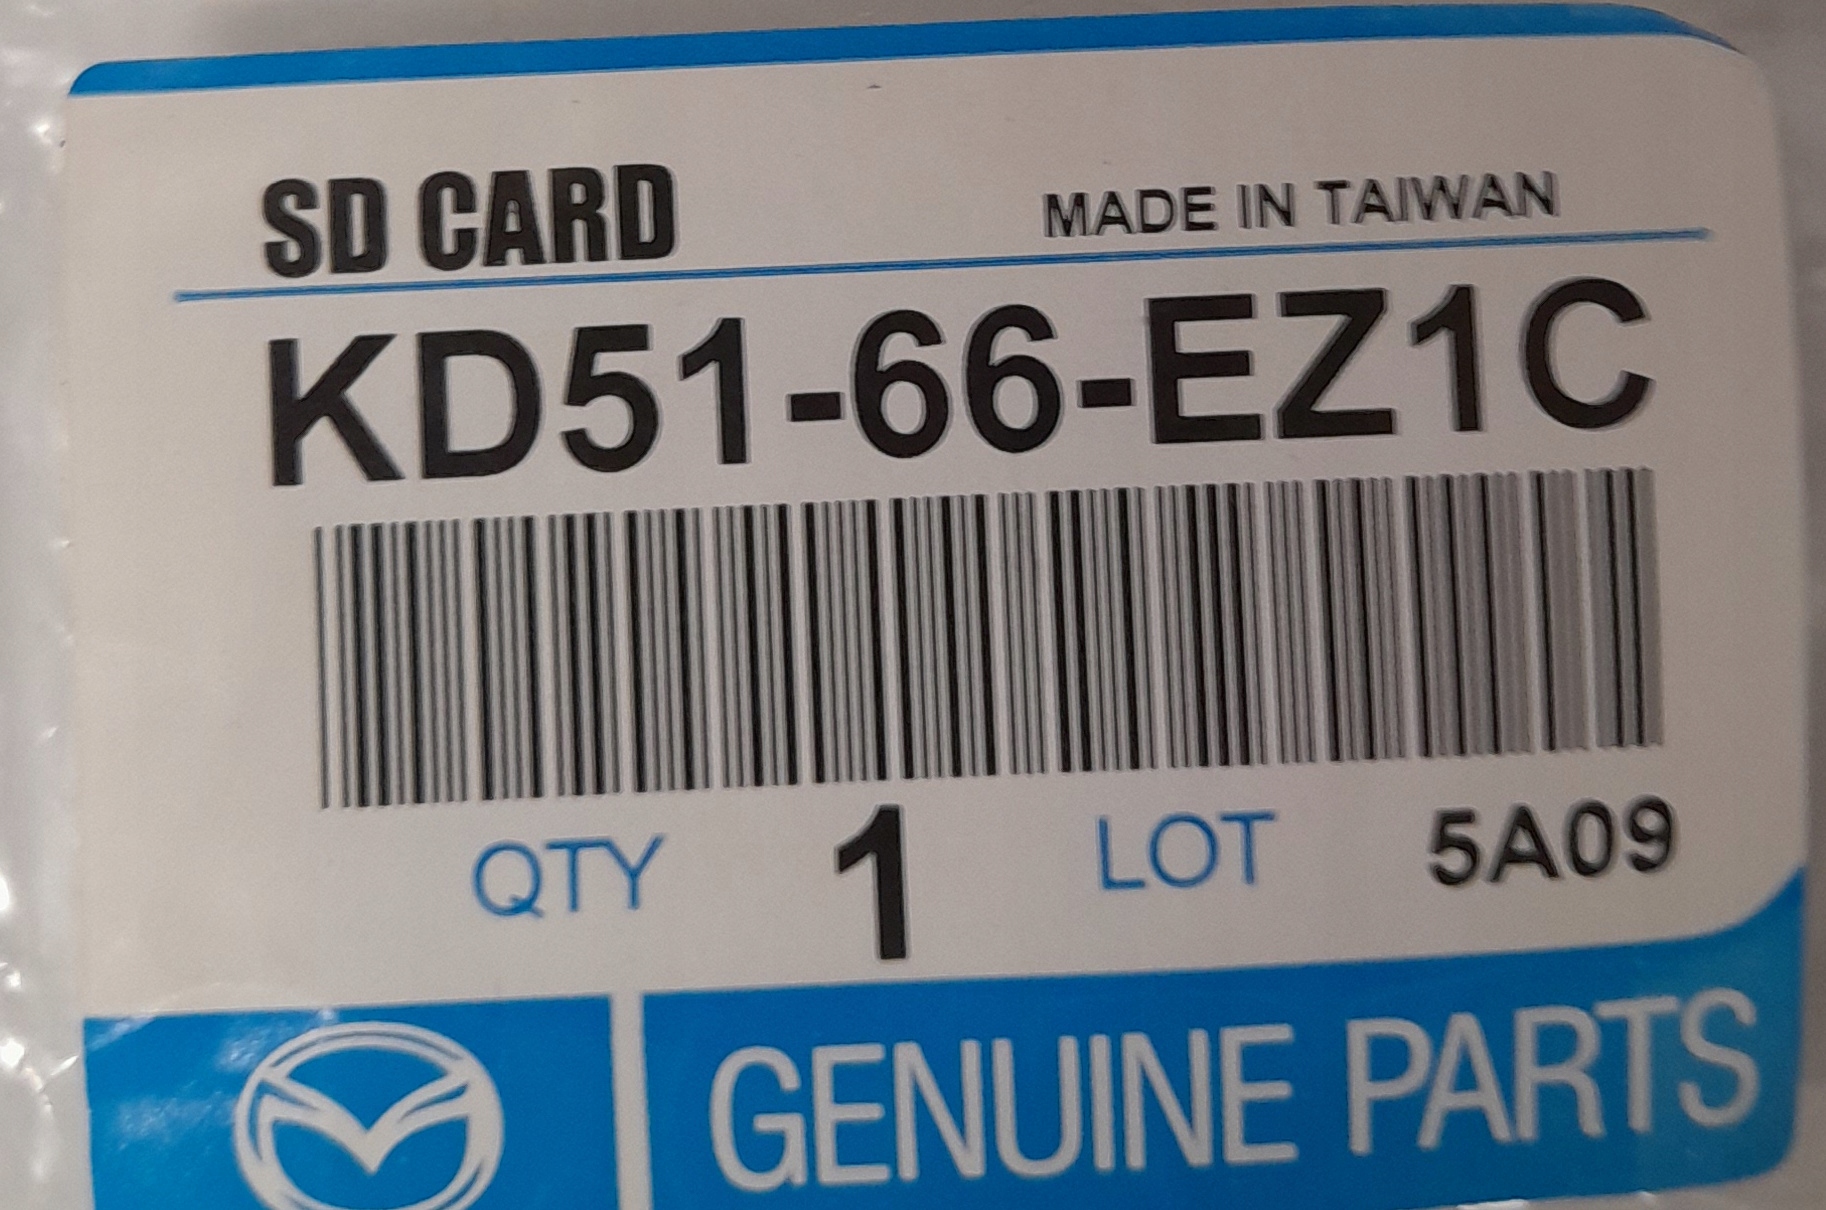 SD CARD MADE IN TAIWAN
KD51-66-EZ1C
QTY 1 LOT 5A09
GENUINE PARTS